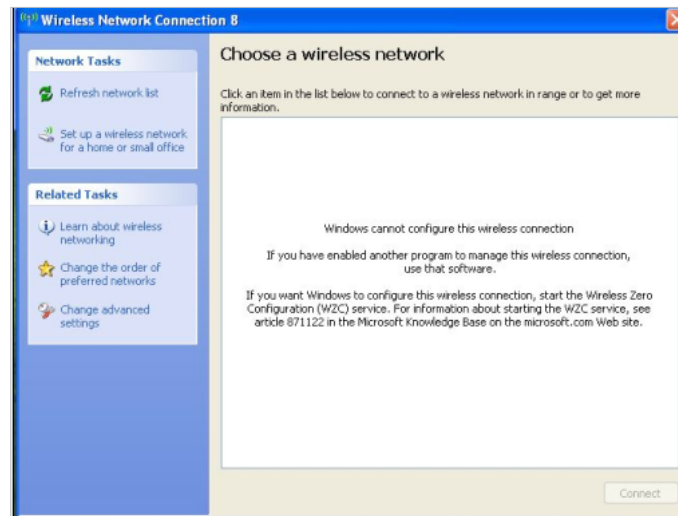 Wireless Network Connection 8
Network Tasks
Refresh network list
Set up a wireless network
for a home or small office
Related Tasks
Learn about wireless
networking
Change the order of
preferred networks
Change advanced
settings
Choose a wireless network
Click an item in the list below to connect to a wireless network in range or to get more
information.
Windows cannot configure this wireless connection
If you have enabled another program to manage this wireless connection,
use that software.
If you want Windows to configure this wireless connection, start the Wireless Zero
Configuration (WZC) service. For information about starting the WZC service, see
article 871122 in the Microsoft Knowledge Base on the microsoft.com Web site.
Connect